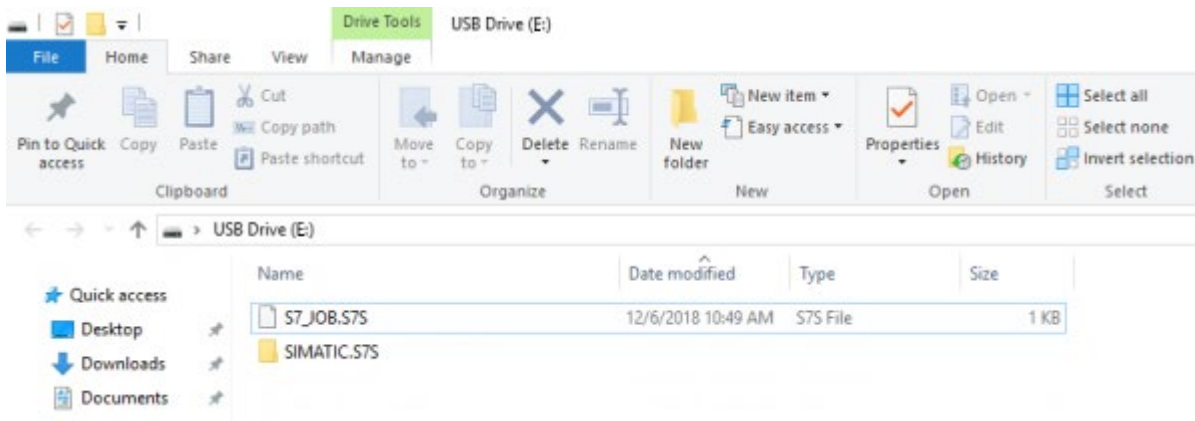 Drive Tools USB Drive (E:)
File Home Share View Manage
Pin to Quick access Copy Paste Cut Copy path Paste shortcut
Clipboard
Move to Copy to Delete Rename
Organize
New folder New item Easy access
New
Properties Open Edit History
Open
Select all Select none Invert selection
Select
USB Drive (E:)
Name Date modified Type Size
Quick access
Desktop
Downloads
Documents
S7_JOB.S7S 12/6/2018 10:49 AM S7S File 1 KB
SIMATIC.S7S